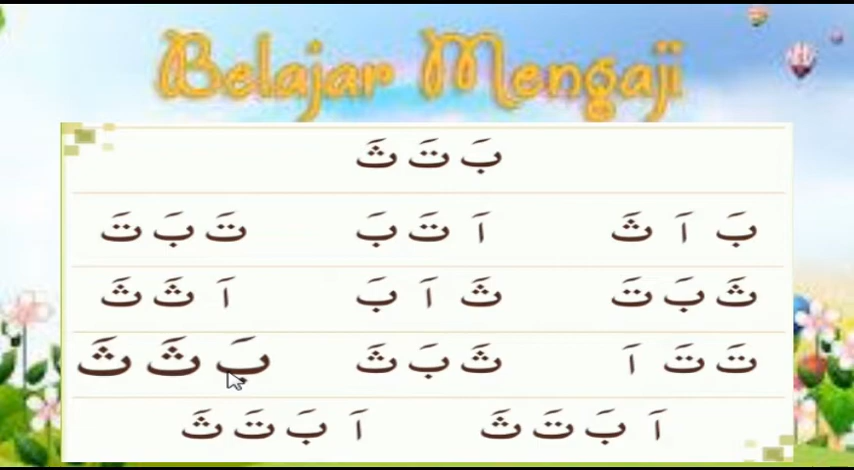 Belajar Mengaji
بَ تَ ثَ
بَ اَ ثَ اَ تَ بَ تَ بَ تَ
ثَ بَ تَ ثَ اَ بَ اَ ثَ ثَ
تَ تَ اَ ثَ بَ ثَ بَ ثَ ثَ
اَ بَ تَ ثَ اَ بَ تَ ثَ